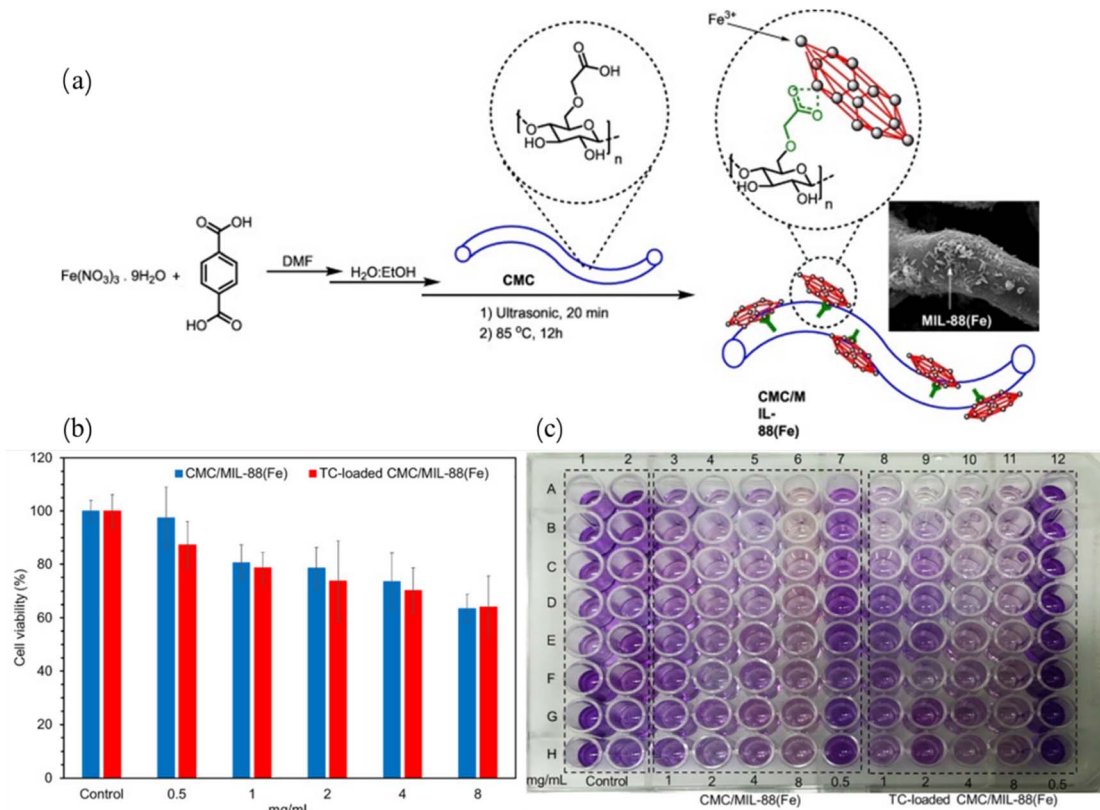 (a)
Fe(NO₃)₃ . 9H₂O +
OH
O
O
HO
DMF
H₂O:EtOH
O
OH
O
O
O
HO
OH
n
CMC
1) Ultrasonic, 20 min
2) 85 °C, 12h
Fe³⁺
O
O
O
O
O
HO
OH
n
MIL-88(Fe)
CMC/M
IL-
88(Fe)
(b)
CMC/MIL-88(Fe) TC-loaded CMC/MIL-88(Fe)
Cell viability (%)
120
100
80
60
40
20
0
Control 0.5 1 2 4 8
mg/mL
(c)
1 2 3 4 5 6 7 8 9 10 11 12
A
B
C
D
E
F
G
H
mg/mL Control 1 2 4 8 0.5 1 2 4 8 0.5
CMC/MIL-88(Fe) TC-loaded CMC/MIL-88(Fe)